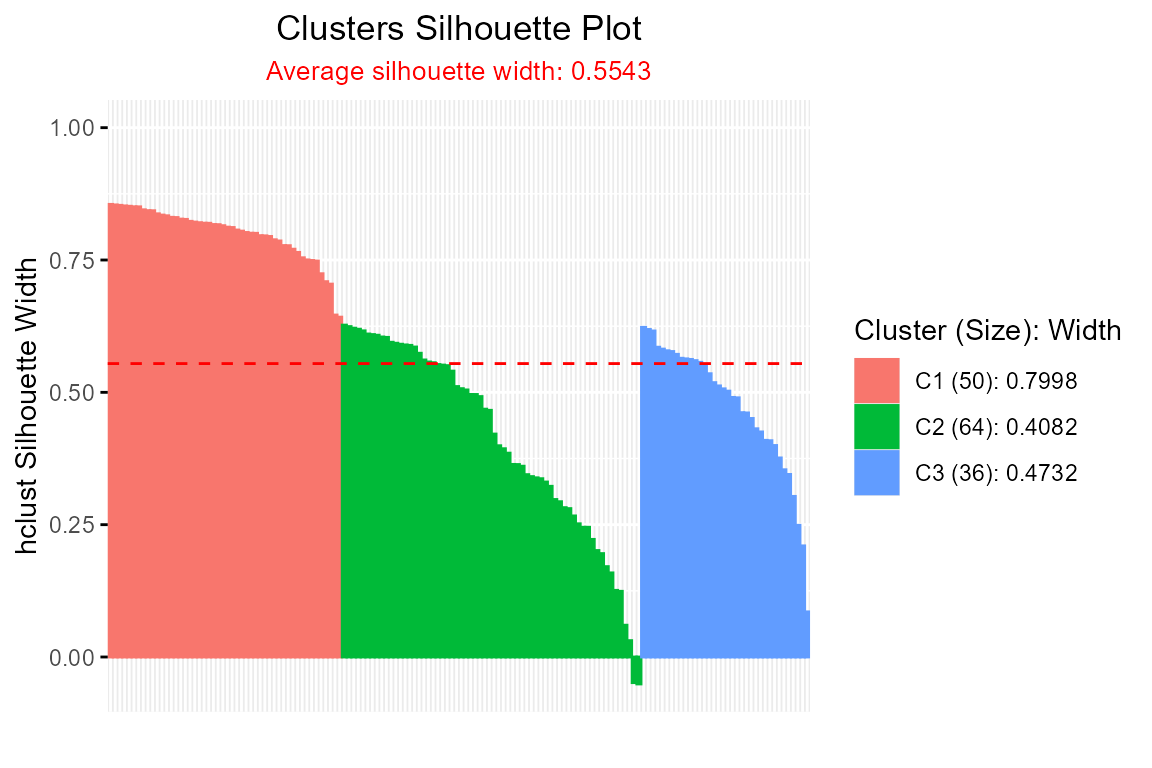 Clusters Silhouette Plot
Average silhouette width: 0.5543
hclust Silhouette Width
1.00
0.75
0.50
0.25
0.00
Cluster (Size): Width
C1 (50): 0.7998
C2 (64): 0.4082
C3 (36): 0.4732